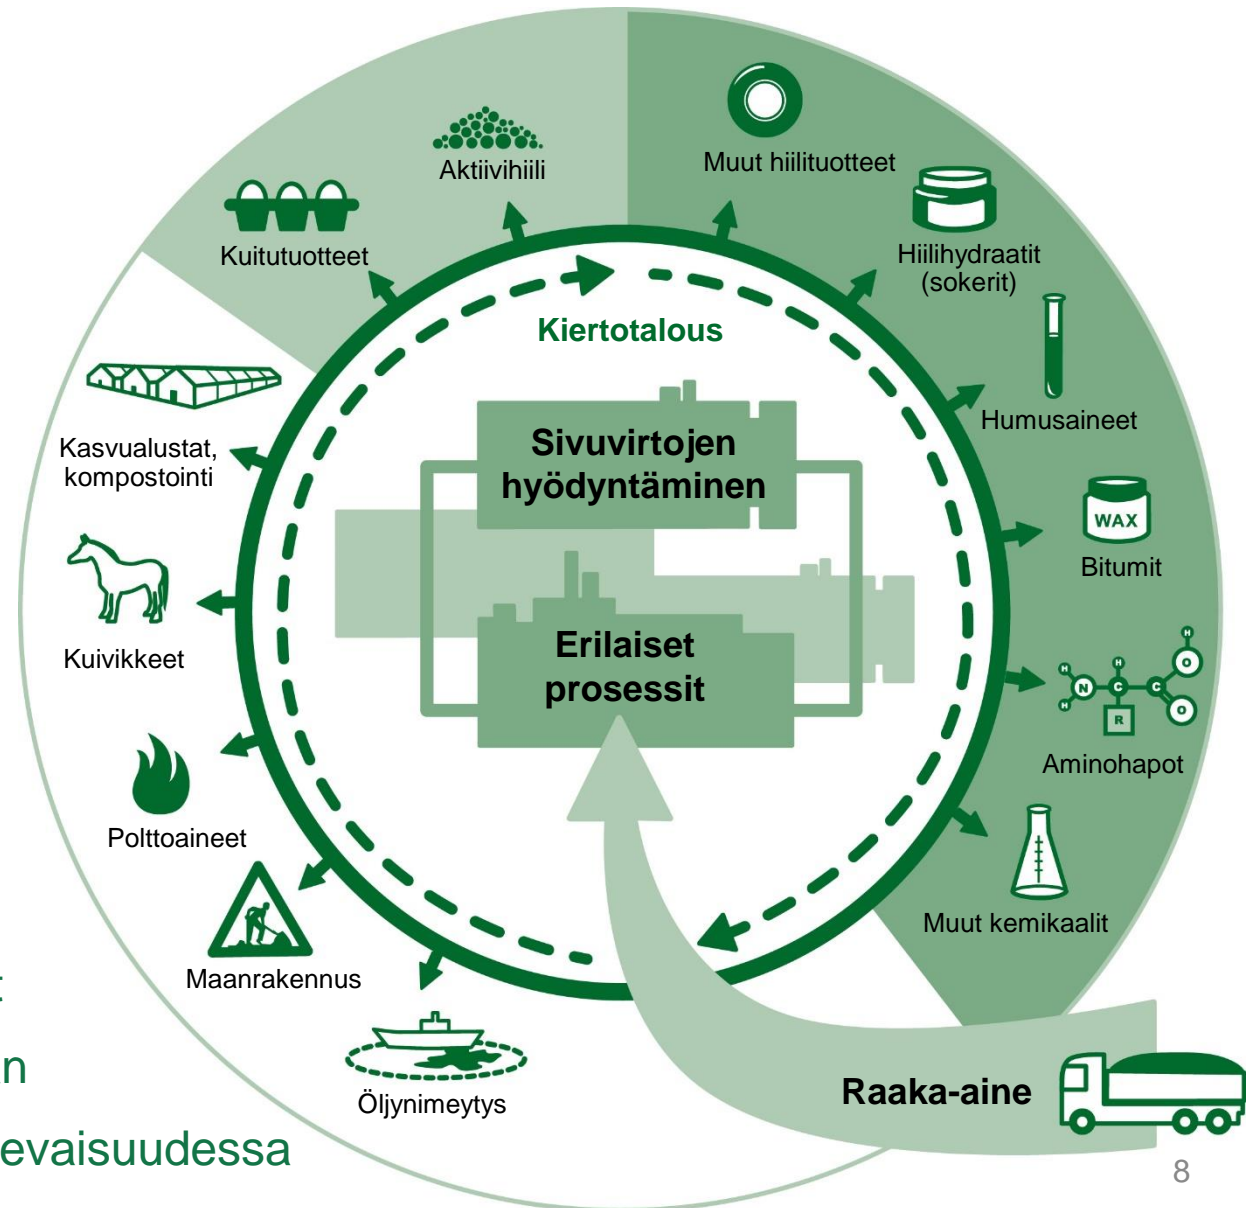 Aktiivihiili
Muut hiilituotteet
Kuitutuotteet
Hiilihydraatit
(sokerit)
Kiertotalous
Humusaineet
Kasvualustat,
kompostointi
Sivuvirtojen
hyödyntäminen
WAX
Bitumit
Kuivikkeet
Erilaiset
prosessit
H
H
H
O
N
C
C
H
O
R
Aminohapot
Polttoaineet
Muut kemikaalit
Maanrakennus
Öljynimeytys
Raaka-aine
t
n
evaisuudessa
8